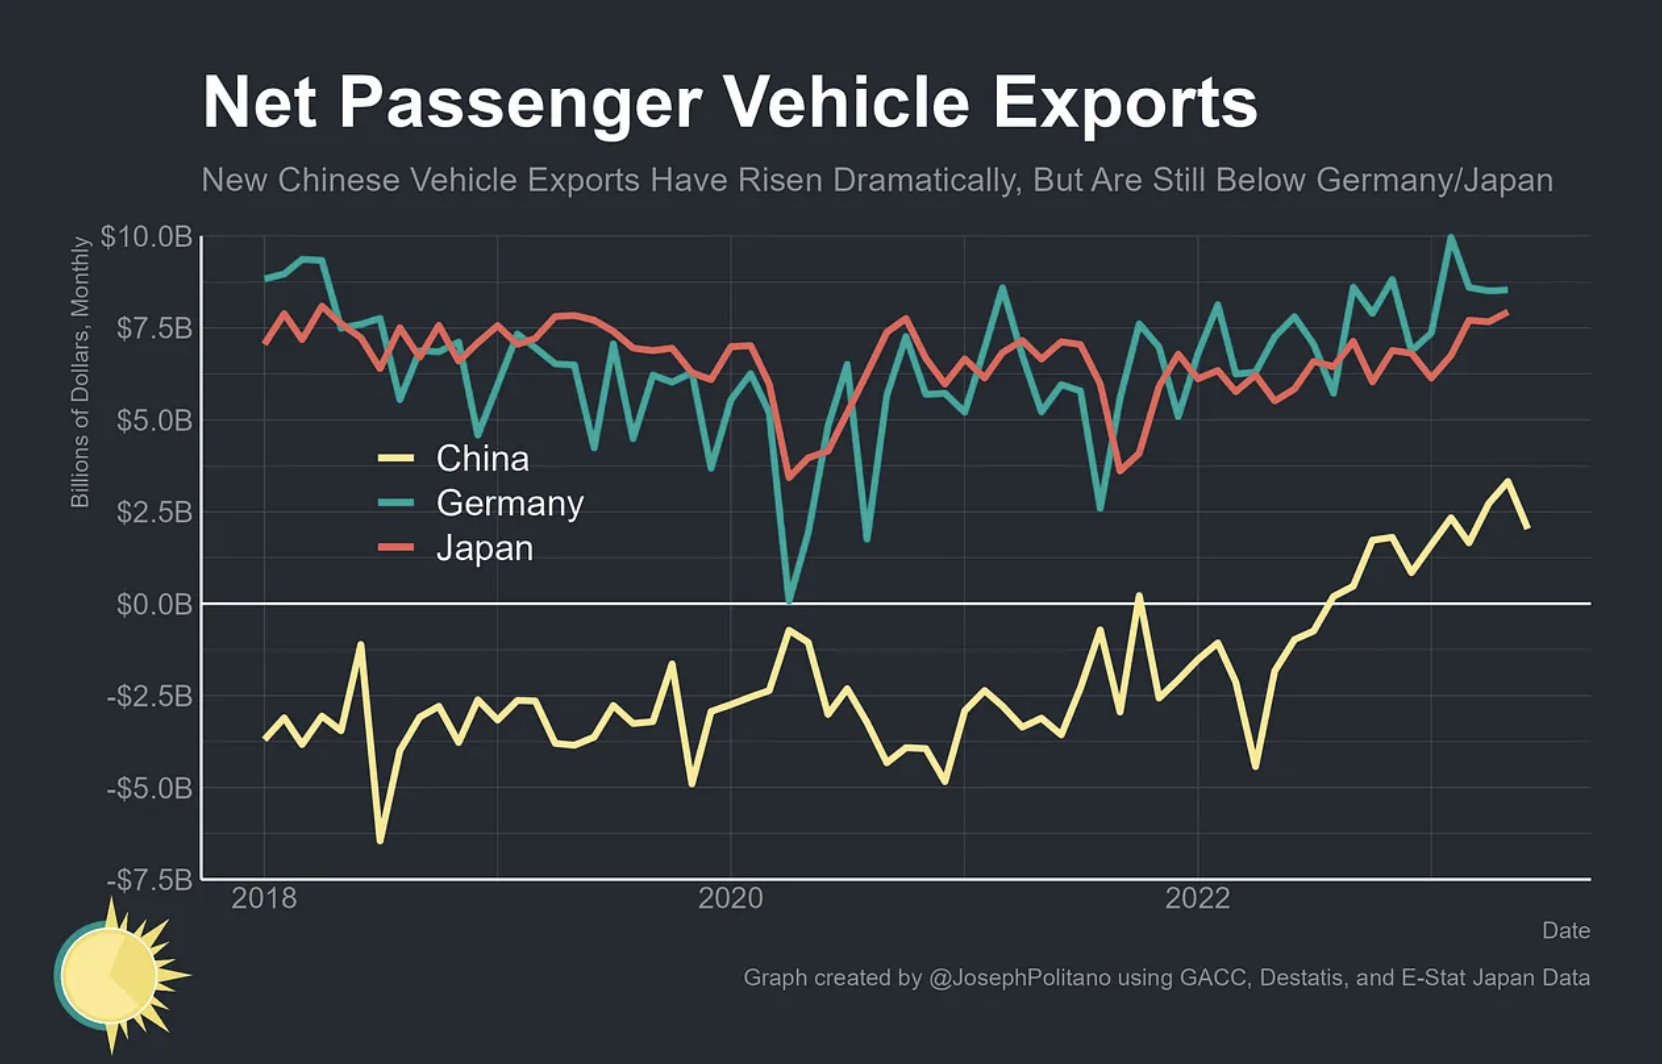 Net Passenger Vehicle Exports
New Chinese Vehicle Exports Have Risen Dramatically, But Are Still Below Germany/Japan
Billions of Dollars, Monthly
$10.0B
$7.5B
$5.0B
$2.5B
$0.0B
-$2.5B
-$5.0B
-$7.5B
China
Germany
Japan
2018
2020
2022
Date
Graph created by @JosephPolitano using GACC, Destatis, and E-Stat Japan Data